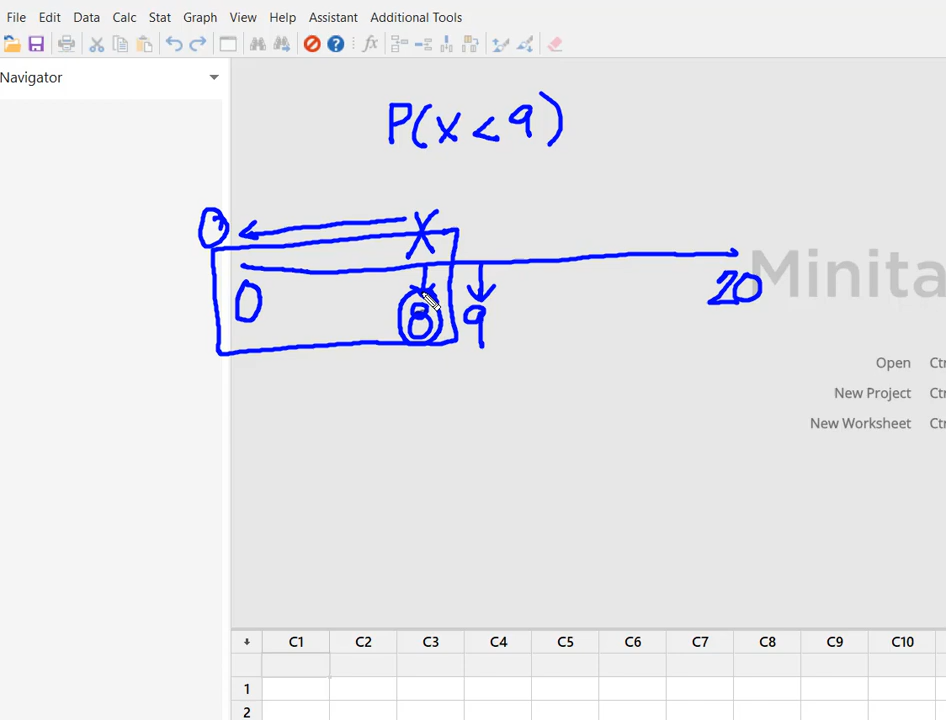 File Edit Data Calc Stat Graph View Help Assistant Additional Tools
fx
Navigator
P(x<9)
X
0 8 9 20
Minita
Open Ctr
New Project Ctr
New Worksheet Ctr
C1 C2 C3 C4 C5 C6 C7 C8 C9 C10
1
2